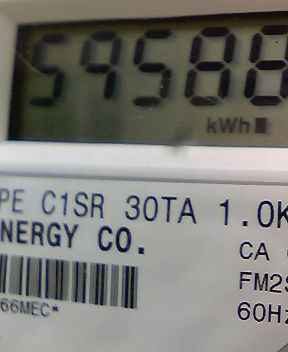 59588
kWh
PE C1SR 30TA 1.0K
NERGY CO.
CA
FM2S
66MEC*
60Hz